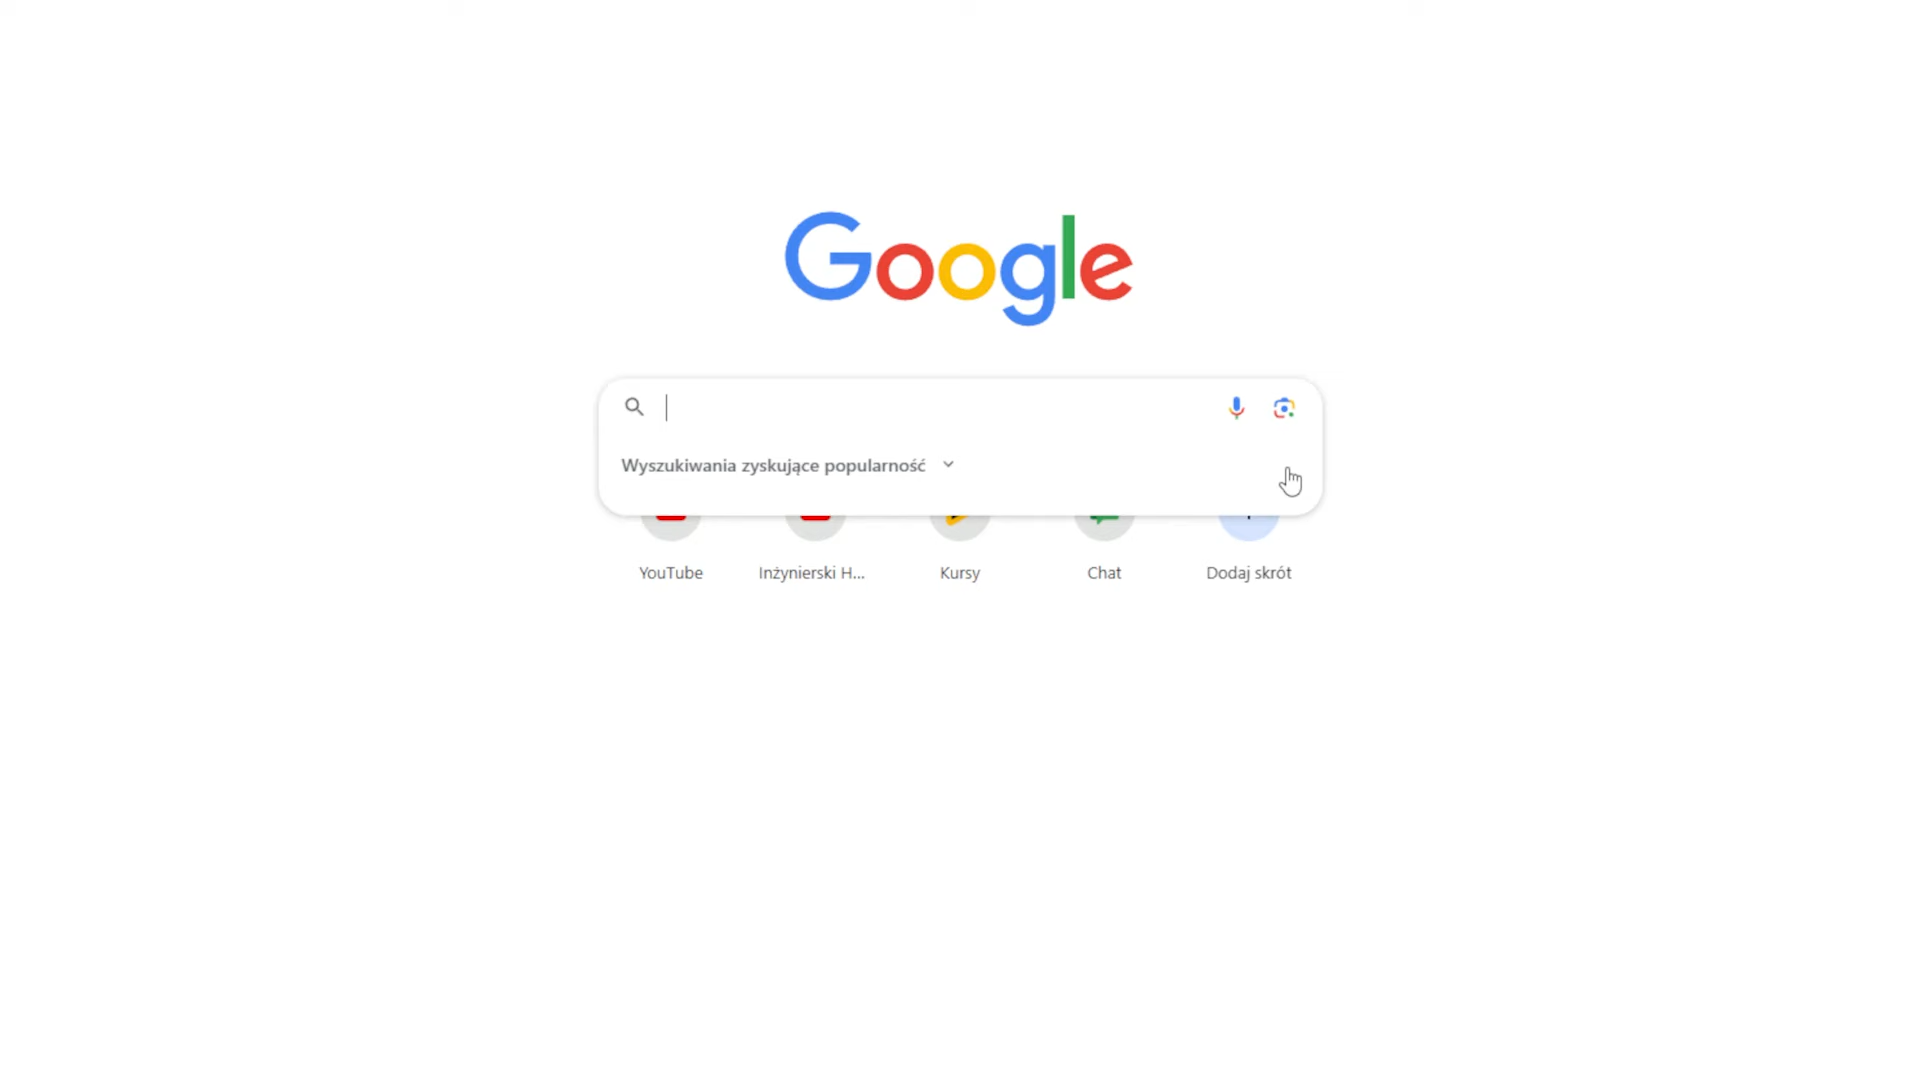 Google
Wyszukiwania zyskujące popularność
YouTube
Inżynierski H...
Kursy
Chat
Dodaj skrót